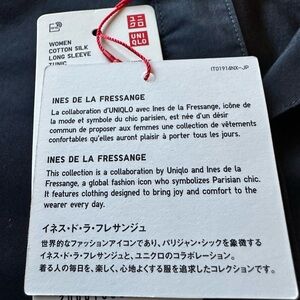 WOMEN
COTTON SILK
LONG SLEEVE
TUNIC
UNI
QLO
IT01914NX-JP
INES DE LA FRESSANGE
La collaboration d'UNIQLO avec Ines de la Fressange, icône de
la mode et symbole du chic parisien, est née d'un désir
commun de proposer aux femmes une collection de vêtements
confortables qu'elles auront plaisir à porter tous les jours.
INES DE LA FRESSANGE
This collection is a collaboration by Uniqlo and Ines de la
Fressange, a global fashion icon who symbolizes Parisian chic.
It features clothing designed to bring joy and comfort to the
wearer every day.
イネス・ド・ラ・フレサンジュ
世界的なファッションアイコンであり、パリジャン・シックを象徴する
イネス・ド・ラ・フレサンジュと、ユニクロのコラボレーション。
着る人の毎日を、楽しく、心地よくする服を追求したコレクションです。